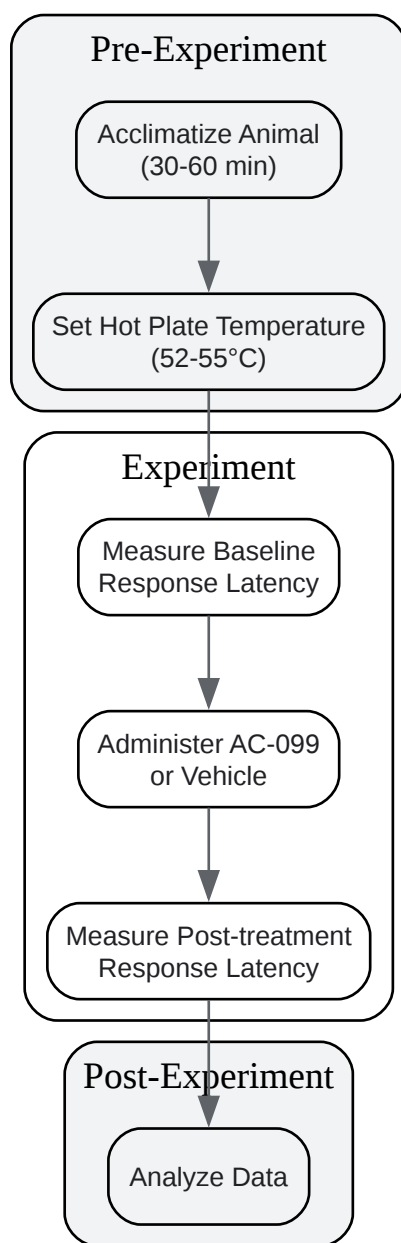 Pre-Experiment
Acclimatize Animal
(30-60 min)
Set Hot Plate Temperature
(52-55°C)
Experiment
Measure Baseline
Response Latency
Administer AC-099
or Vehicle
Measure Post-treatment
Response Latency
Post-Experiment
Analyze Data